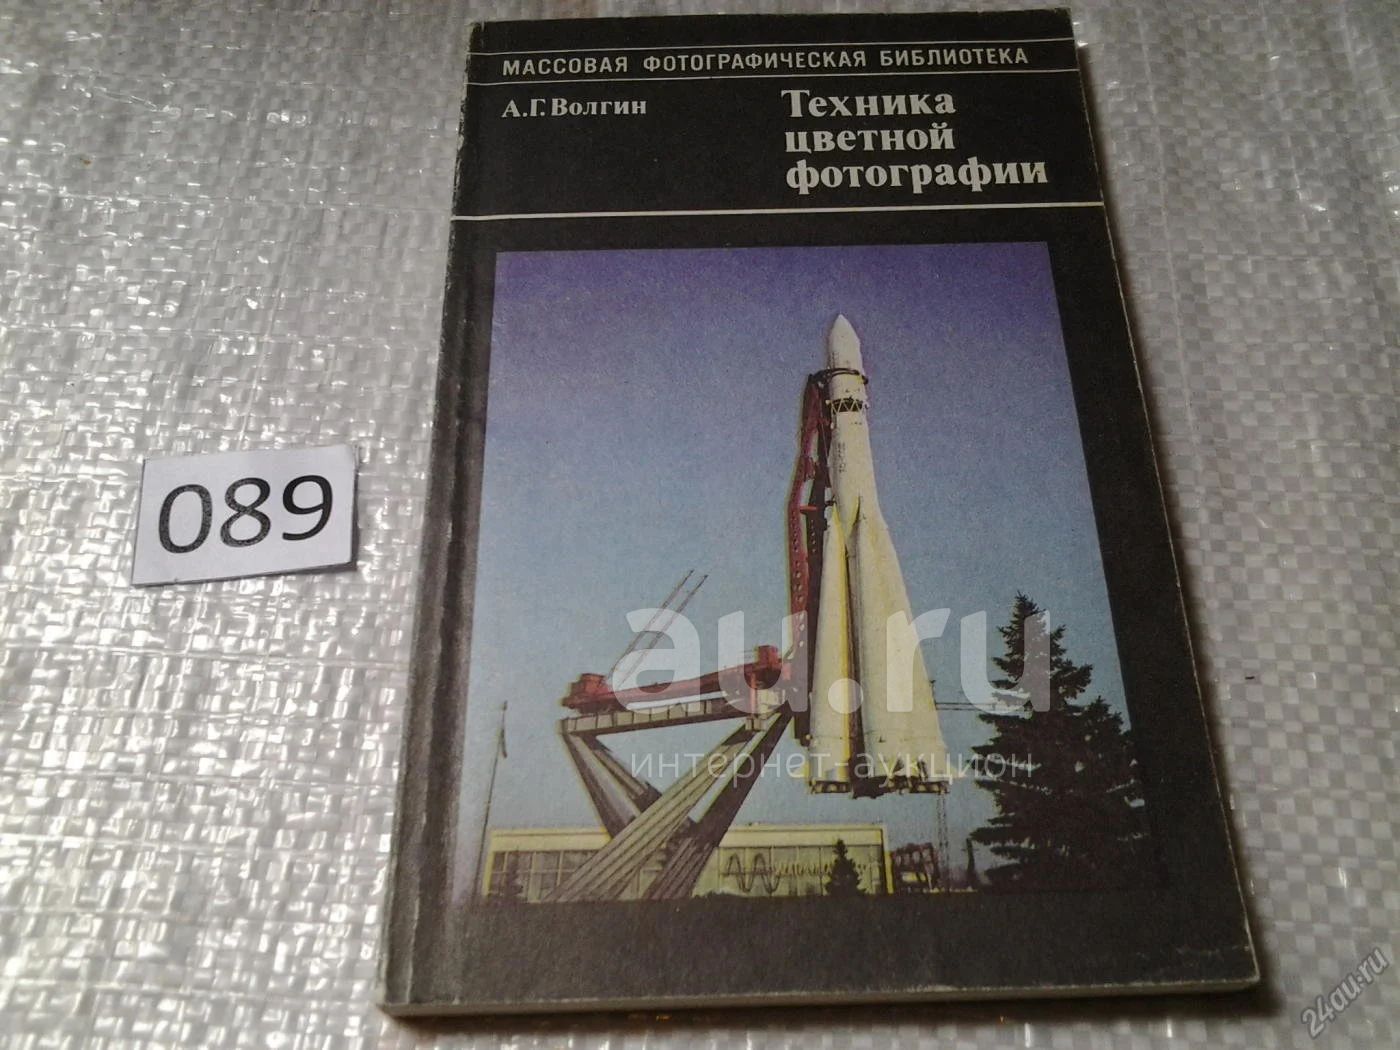 МАССОВАЯ ФОТОГРАФИЧЕСКАЯ БИБЛИОТЕКА
А.Г. Волгин
Техника
цветной
фотографии
089
au.ru
интернет-аукцион
24au.ru